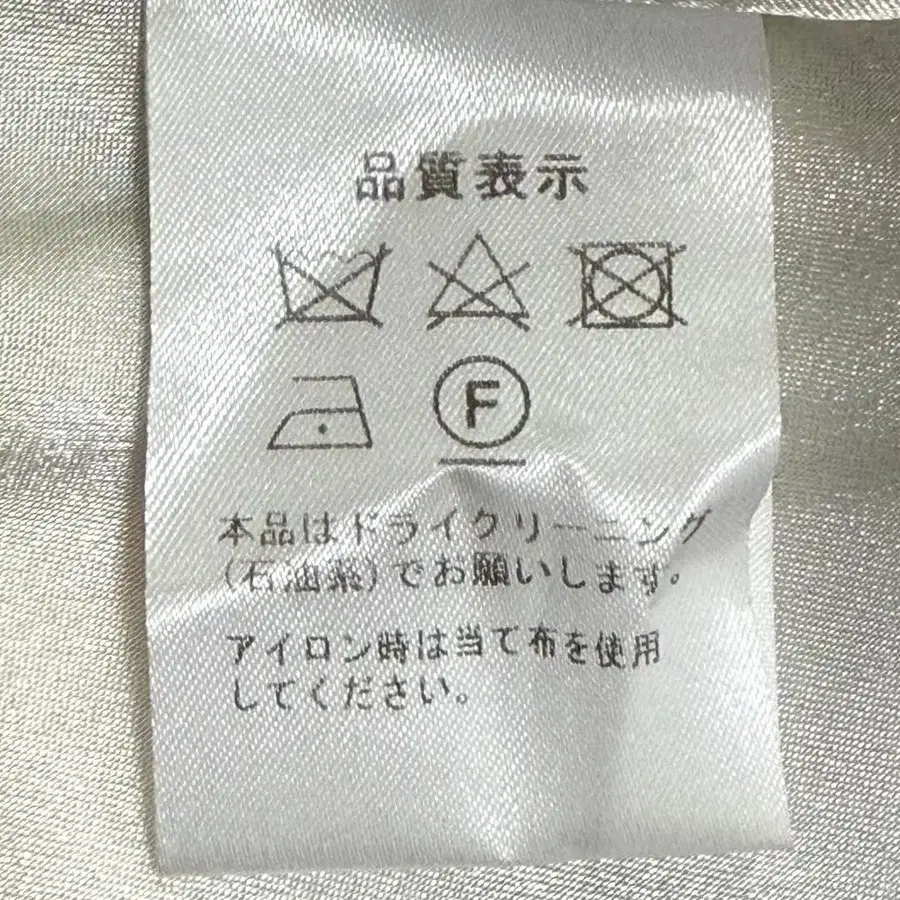 品質表示
F
本品はドライクリーニング
(石油系)でお願いします。
アイロン時は当て布を使用
してください。